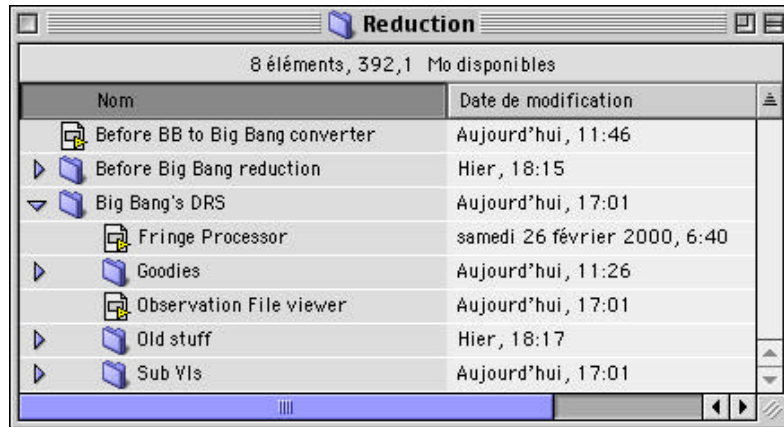 Reduction
8 éléments, 392,1 Mo disponibles
Nom Date de modification
Before BB to Big Bang converter Aujourd'hui, 11:46
Before Big Bang reduction Hier, 18:15
Big Bang's DRS Aujourd'hui, 17:01
Fringe Processor samedi 26 février 2000, 6:40
Goodies Aujourd'hui, 11:26
Observation File viewer Aujourd'hui, 17:01
Old stuff Hier, 18:17
Sub VIs Aujourd'hui, 17:01